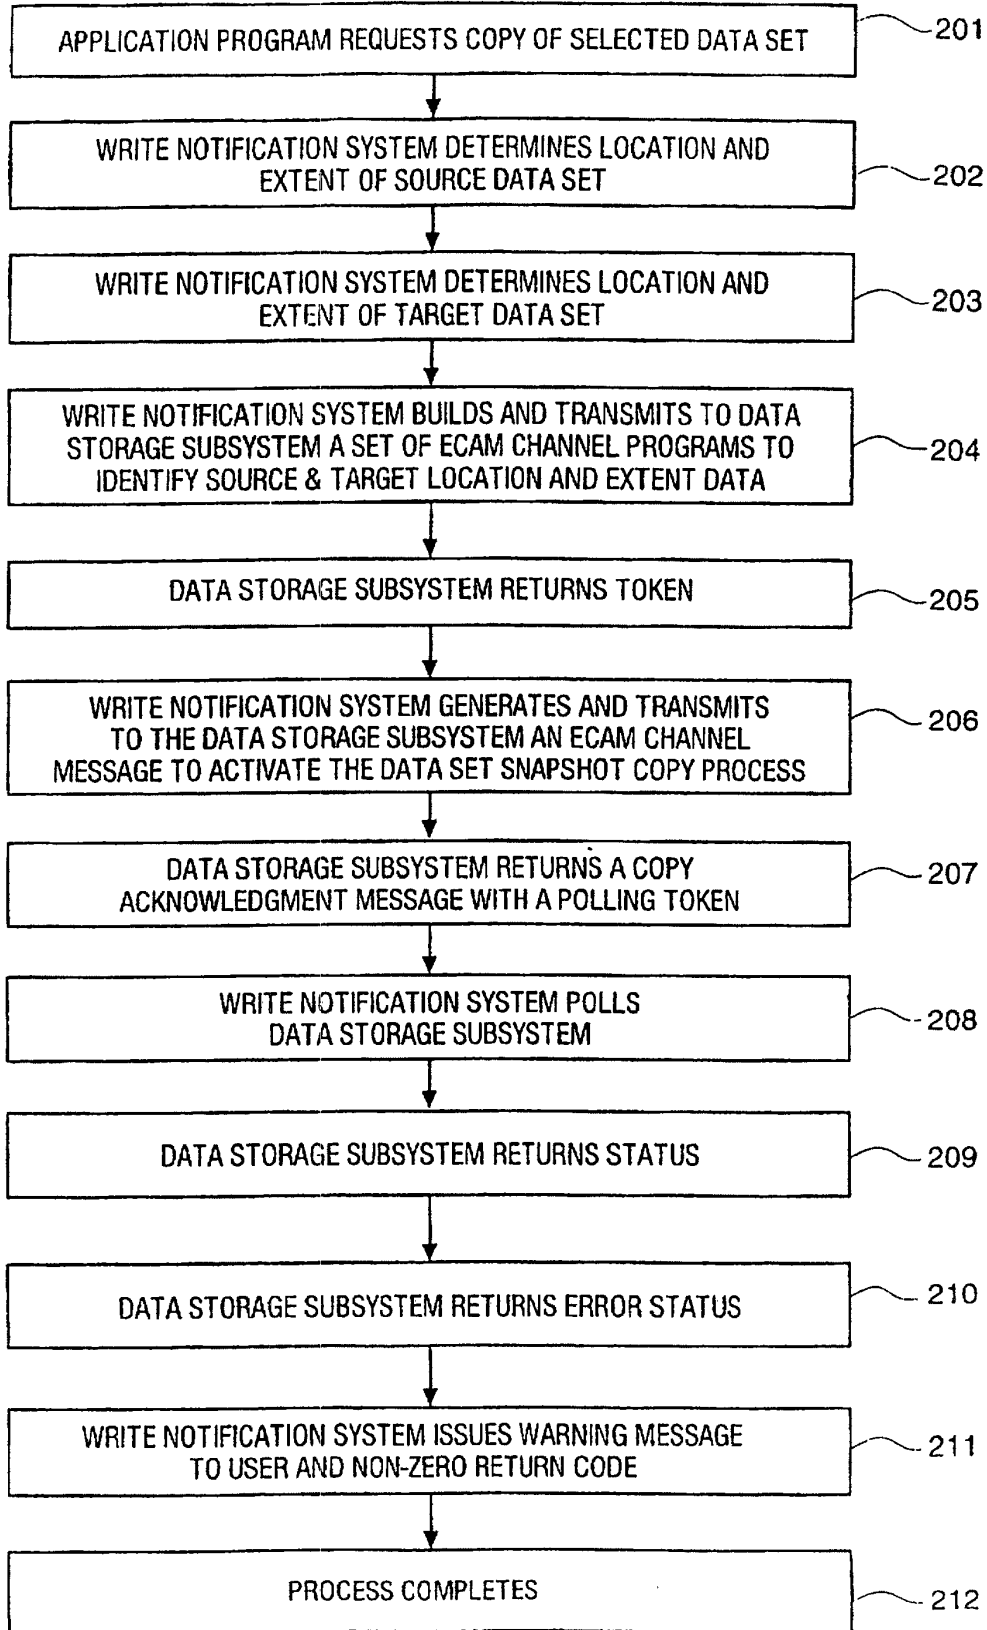 APPLICATION PROGRAM REQUESTS COPY OF SELECTED DATA SET
201
WRITE NOTIFICATION SYSTEM DETERMINES LOCATION AND
EXTENT OF SOURCE DATA SET
202
WRITE NOTIFICATION SYSTEM DETERMINES LOCATION AND
EXTENT OF TARGET DATA SET
203
WRITE NOTIFICATION SYSTEM BUILDS AND TRANSMITS TO DATA
STORAGE SUBSYSTEM A SET OF ECAM CHANNEL PROGRAMS TO
IDENTIFY SOURCE & TARGET LOCATION AND EXTENT DATA
204
DATA STORAGE SUBSYSTEM RETURNS TOKEN
205
WRITE NOTIFICATION SYSTEM GENERATES AND TRANSMITS
TO THE DATA STORAGE SUBSYSTEM AN ECAM CHANNEL
MESSAGE TO ACTIVATE THE DATA SET SNAPSHOT COPY PROCESS
206
DATA STORAGE SUBSYSTEM RETURNS A COPY
ACKNOWLEDGMENT MESSAGE WITH A POLLING TOKEN
207
WRITE NOTIFICATION SYSTEM POLLS
DATA STORAGE SUBSYSTEM
208
DATA STORAGE SUBSYSTEM RETURNS STATUS
209
DATA STORAGE SUBSYSTEM RETURNS ERROR STATUS
210
WRITE NOTIFICATION SYSTEM ISSUES WARNING MESSAGE
TO USER AND NON-ZERO RETURN CODE
211
PROCESS COMPLETES
212